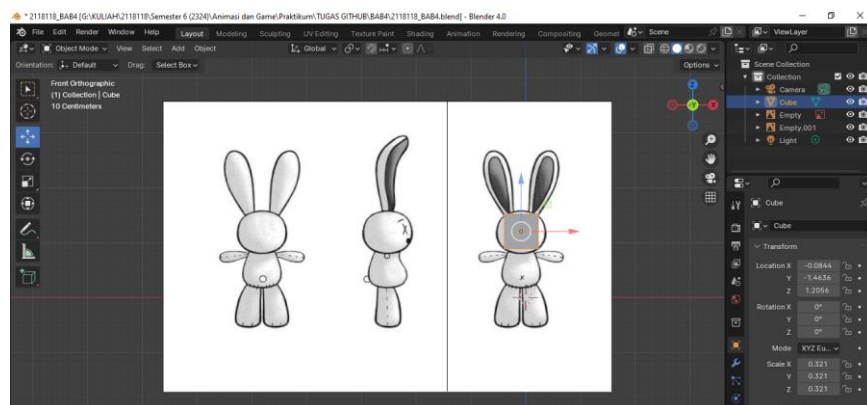 * 2118118_BAB4 [G:\KULIAH\2118118\Semester 6 (2324)\Animasi dan Game\Praktikum\TUGAS GITHUB\BAB4\2118118_BAB4.blend] - Blender 4.0
File Edit Render Window Help Layout Modeling Sculpting UV Editing Texture Paint Shading Animation Rendering Compositing Geomet Scene ViewLayer
Object Mode View Select Add Object Global
Orientation: Default Drag: Select Box Options
Front Orthographic
(1) Collection | Cube
10 Centimeters
Z
-Y
X
Scene Collection
Collection
Camera
Cube
Empty
Empty.001
Light
Cube
Cube
Transform
Location X -0.0844
Y -1.4636
Z 1.2056
Rotation X 0°
Y 0°
Z 0°
Mode XYZ Eu...
Scale X 0.321
Y 0.321
Z 0.321